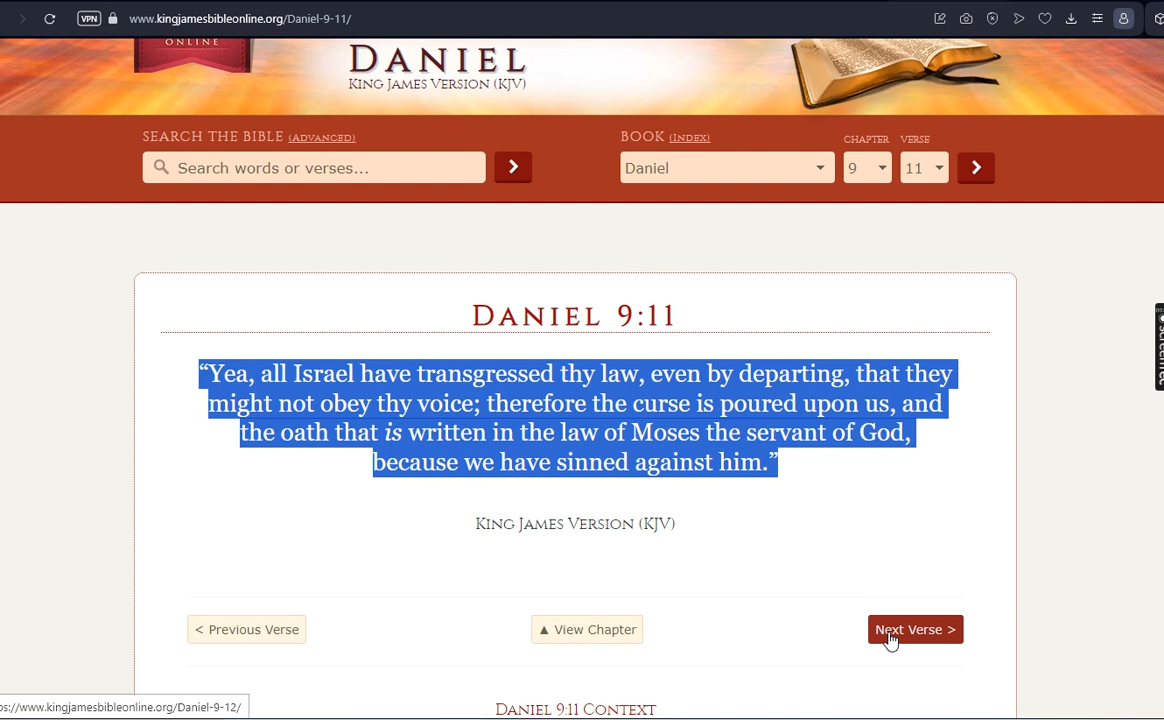 VPN
www.kingjamesbibleonline.org/Daniel-9-11/
ONLINE
DANIEL
KING JAMES VERSION (KJV)
SEARCH THE BIBLE (ADVANCED)
BOOK (INDEX)
CHAPTER
VERSE
Search words or verses...
Daniel
9
11
DANIEL 9:11
“Yea, all Israel have transgressed thy law, even by departing, that they
might not obey thy voice; therefore the curse is poured upon us, and
the oath that is written in the law of Moses the servant of God,
because we have sinned against him.”
KING JAMES VERSION (KJV)
< Previous Verse
▲ View Chapter
Next Verse >
ps://www.kingjamesbibleonline.org/Daniel-9-12/
DANIEL 9:11 CONTEXT